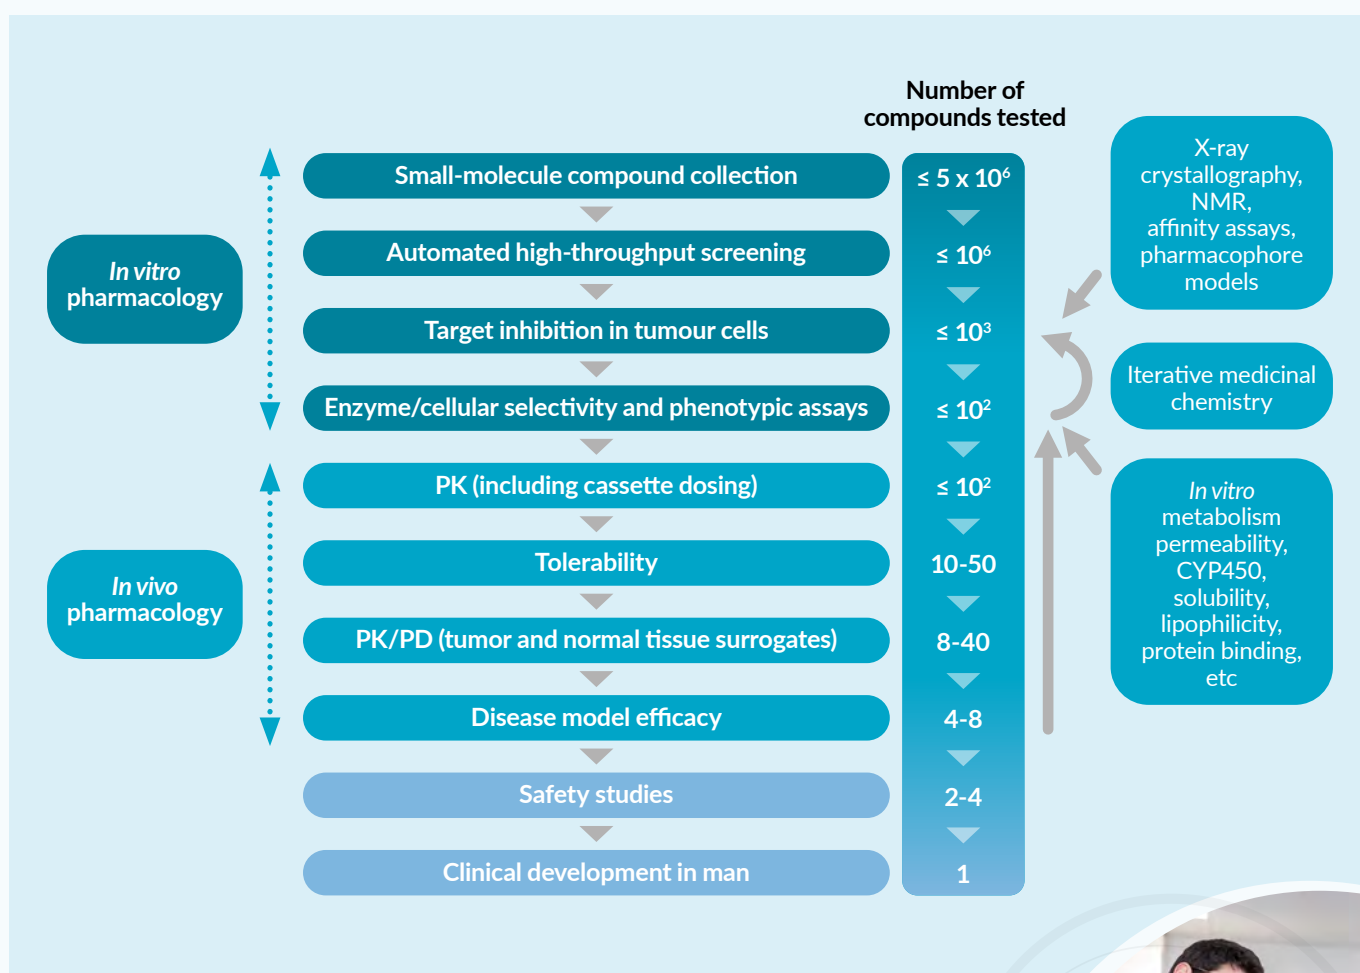 Number of
compounds tested
Small-molecule compound collection
≤ 5 x 10⁶
Automated high-throughput screening
≤ 10⁶
Target inhibition in tumour cells
≤ 10³
Enzyme/cellular selectivity and phenotypic assays
≤ 10²
PK (including cassette dosing)
≤ 10²
Tolerability
10-50
PK/PD (tumor and normal tissue surrogates)
8-40
Disease model efficacy
4-8
Safety studies
2-4
Clinical development in man
1
In vitro
pharmacology
In vivo
pharmacology
X-ray
crystallography,
NMR,
affinity assays,
pharmacophore
models
Iterative medicinal
chemistry
In vitro
metabolism
permeability,
CYP450,
solubility,
lipophilicity,
protein binding,
etc